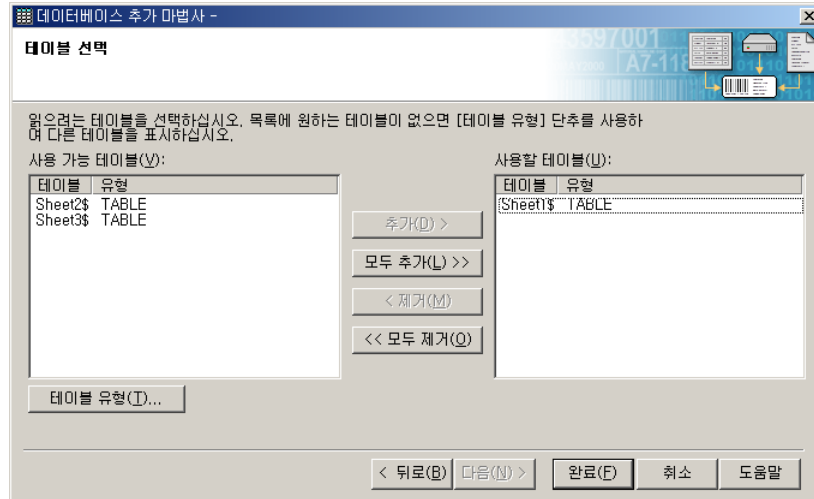 데이터베이스 추가 마법사 -
테이블 선택
3597001
A7-118
읽으려는 테이블을 선택하십시오. 목록에 원하는 테이블이 없으면 [테이블 유형] 단추를 사용하
여 다른 테이블을 표시하십시오.
사용 가능 테이블(V):
사용할 테이블(U):
테이블 유형
Sheet2$ TABLE
Sheet3$ TABLE
테이블 유형
Sheet1$ TABLE
추가(D) >
모두 추가(L) >>
< 제거(M)
<< 모두 제거(O)
테이블 유형(T)...
< 뒤로(B) 다음(N) > 완료(F) 취소 도움말